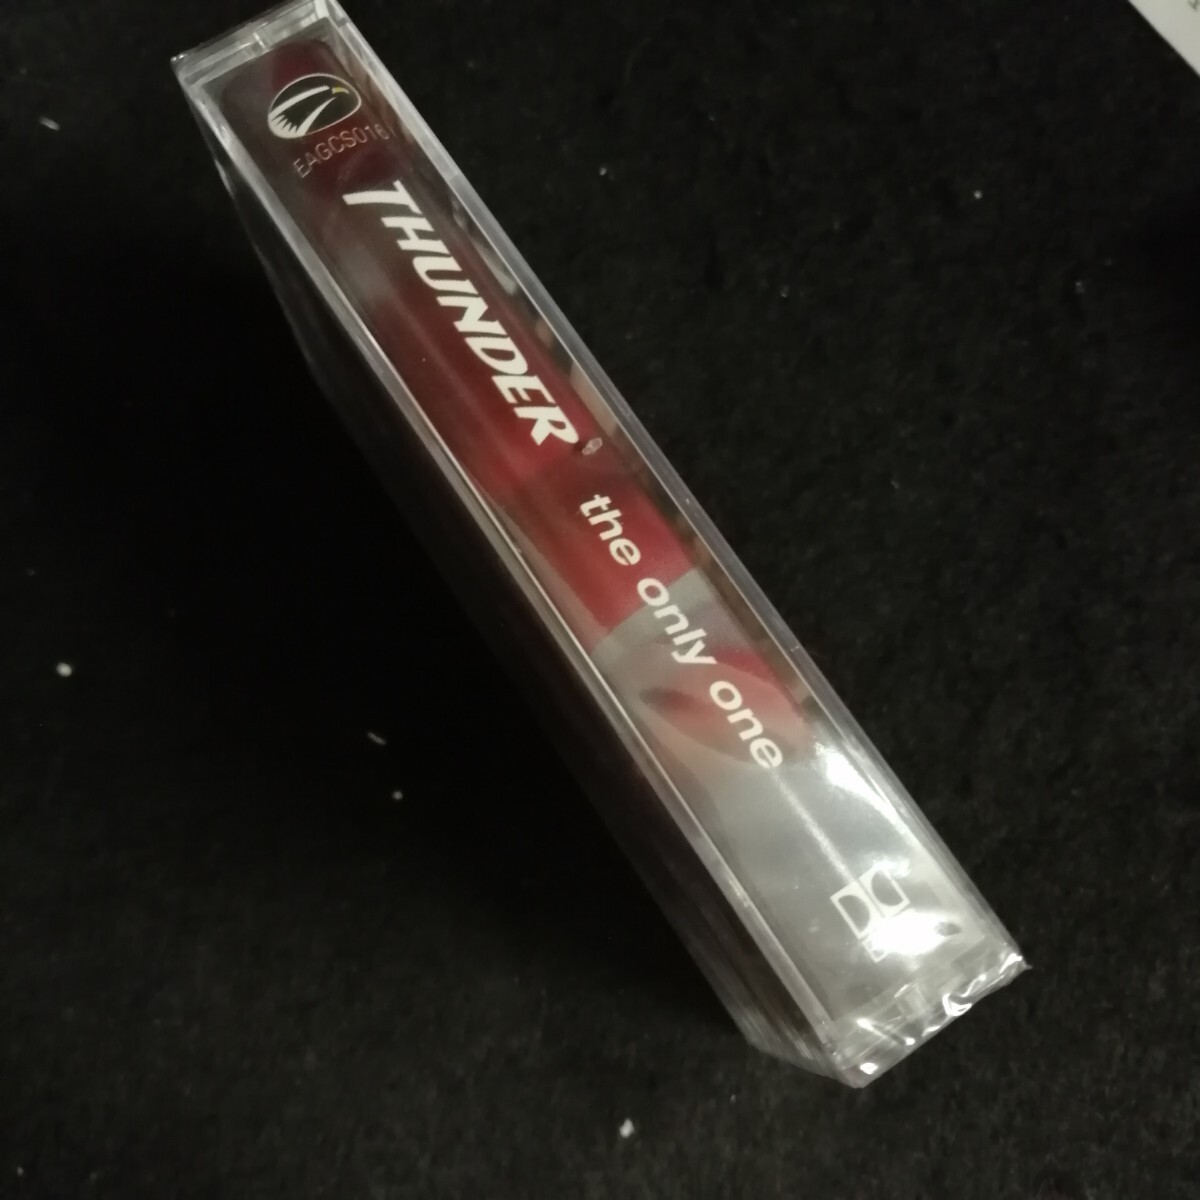 EAGCS016
THUNDER
the only one